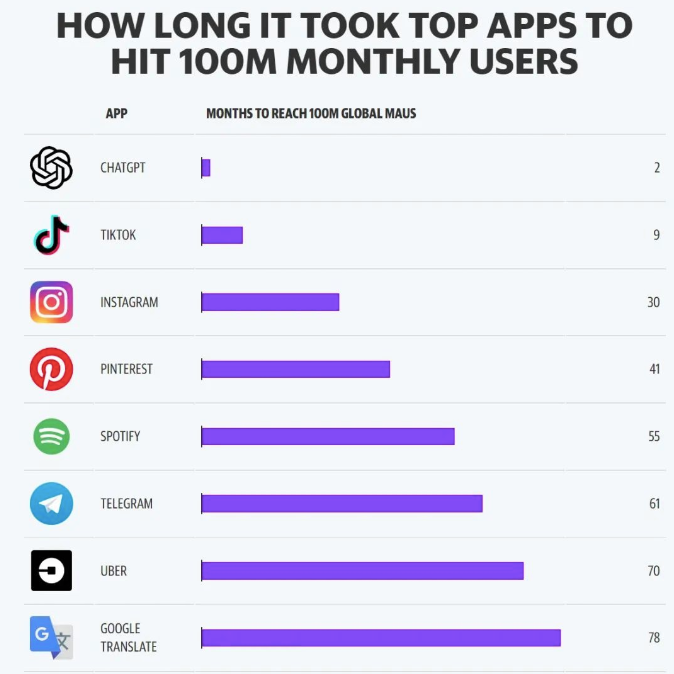 HOW LONG IT TOOK TOP APPS TO
HIT 100M MONTHLY USERS
APP MONTHS TO REACH 100M GLOBAL MAUS
CHATGPT 2
TIKTOK 9
INSTAGRAM 30
PINTEREST 41
SPOTIFY 55
TELEGRAM 61
UBER 70
G 文 GOOGLE
TRANSLATE 78